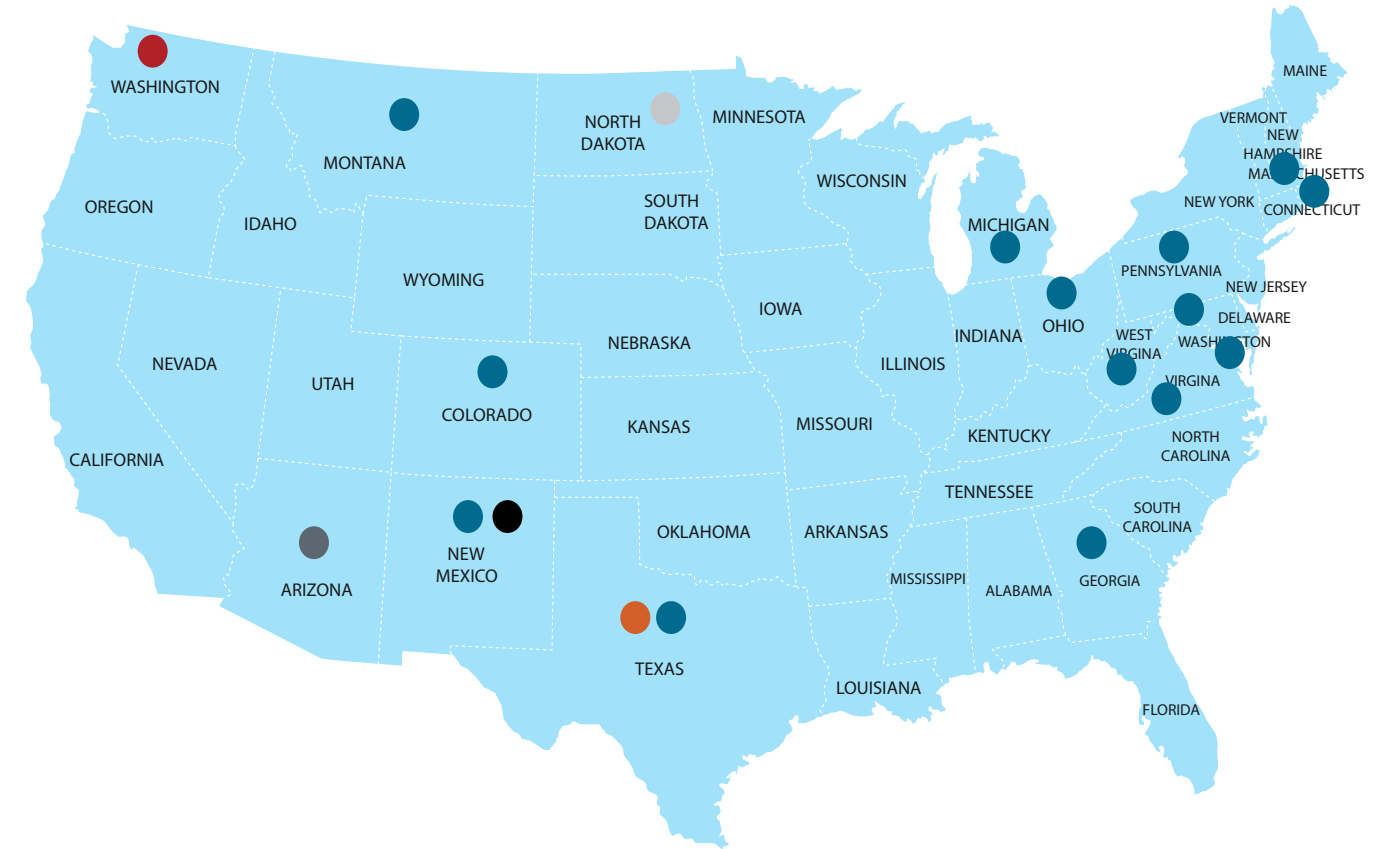 MAINE
WASHINGTON
MINNESOTA
VERMONT
NORTH
DAKOTA
NEW
HAMPSHIRE
MONTANA
MASSACHUSETTS
WISCONSIN
OREGON
SOUTH
DAKOTA
NEW YORK
CONNECTICUT
IDAHO
MICHIGAN
PENNSYLVANIA
WYOMING
NEW JERSEY
IOWA
DELAWARE
OHIO
INDIANA
WEST
VIRGINA
WASHINGTON
NEBRASKA
NEVADA
ILLINOIS
UTAH
VIRGINA
COLORADO
MISSOURI
KANSAS
KENTUCKY
NORTH
CAROLINA
CALIFORNIA
TENNESSEE
SOUTH
CAROLINA
OKLAHOMA
ARKANSAS
NEW
MEXICO
MISSISSIPPI
GEORGIA
ARIZONA
ALABAMA
TEXAS
LOUISIANA
FLORIDA